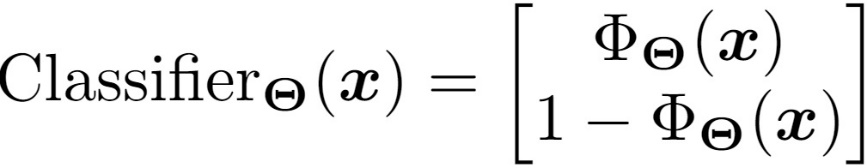 Classifier_Θ(x) = [Φ_Θ(x)
1 − Φ_Θ(x)]